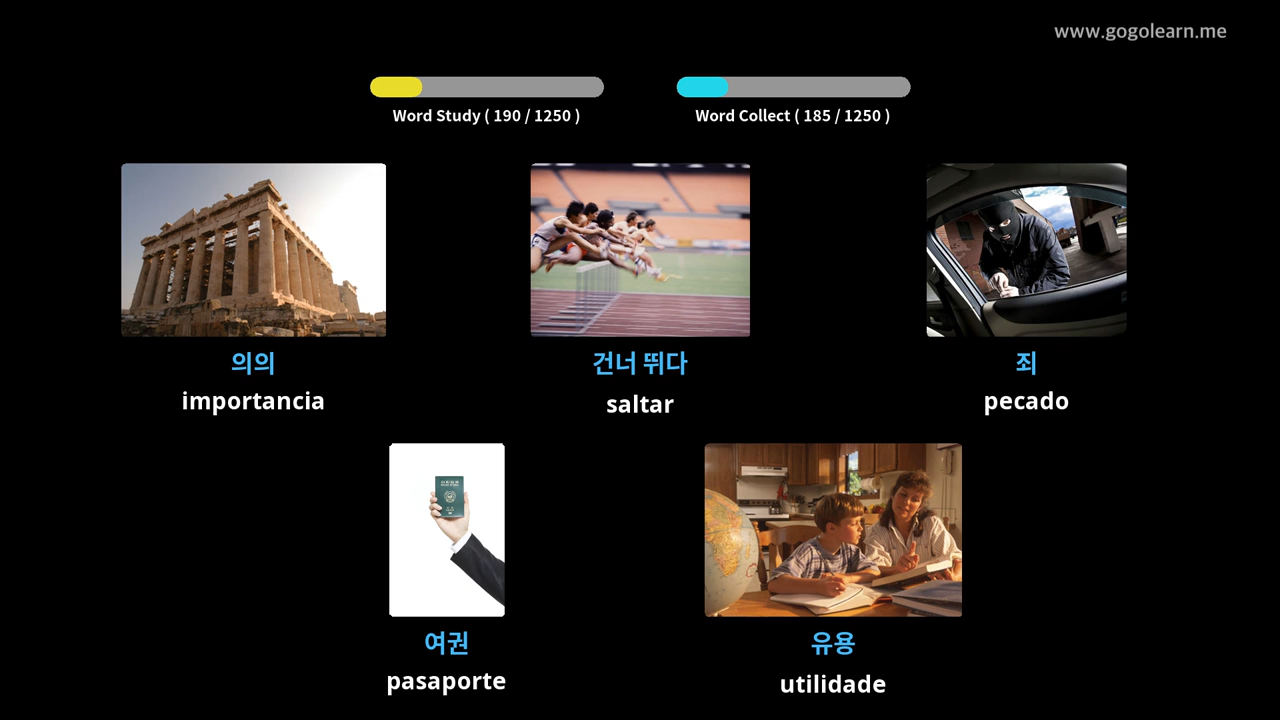 www.gogolearn.me
Word Study ( 190 / 1250 )
Word Collect ( 185 / 1250 )
의의
importancia
건너 뛰다
saltar
죄
pecado
여권
pasaporte
유용
utilidade